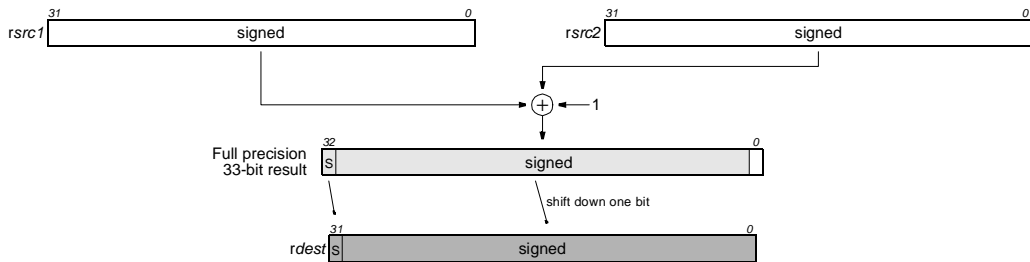 31 0 31 0
rsrc1 signed rsrc2 signed
+ 1
32 0
Full precision
33-bit result
S signed
shift down one bit
31 0
rdest S signed